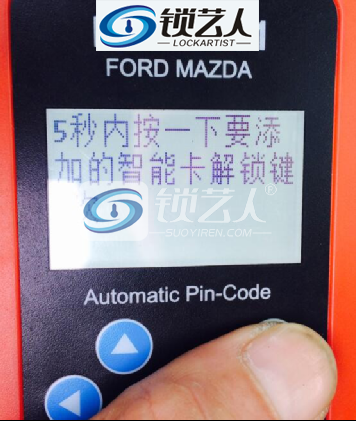 锁艺人
LOCKARTIST
FORD MAZDA
5秒内按一下要添
加的智能卡解锁键
锁艺人®
SUOYIREN.COM
Automatic Pin-Code